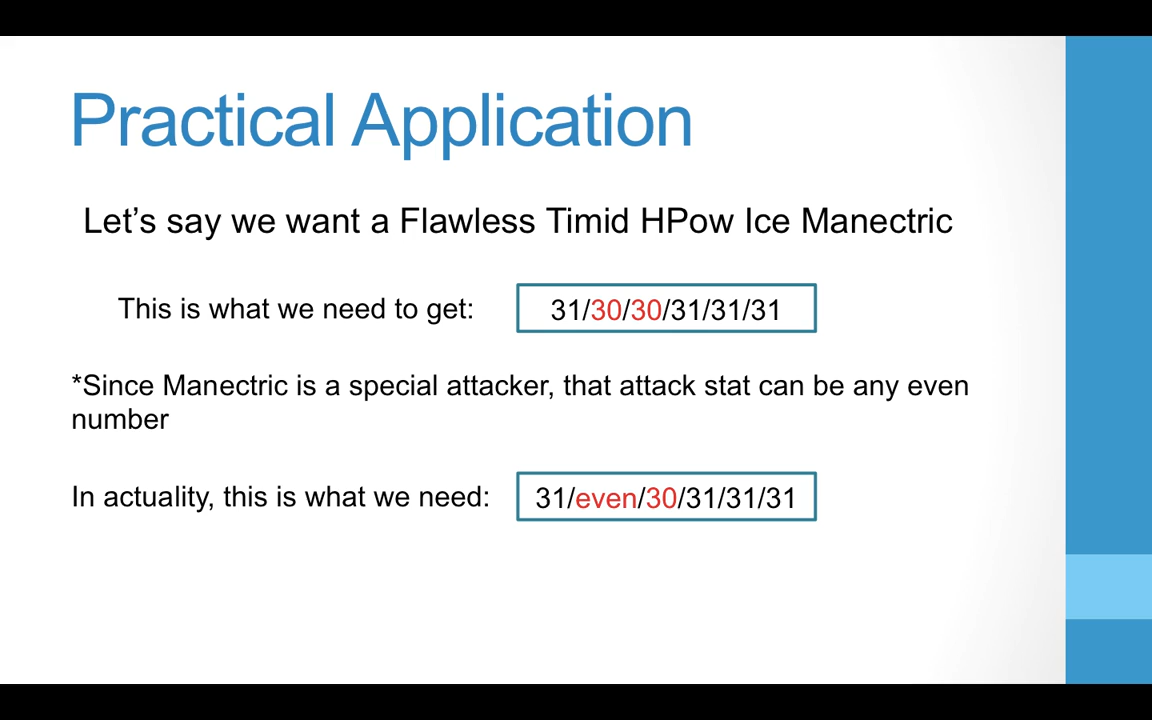 Practical Application
Let's say we want a Flawless Timid HPow Ice Manectric
This is what we need to get:
31/30/30/31/31/31
*Since Manectric is a special attacker, that attack stat can be any even
number
In actuality, this is what we need:
31/even/30/31/31/31